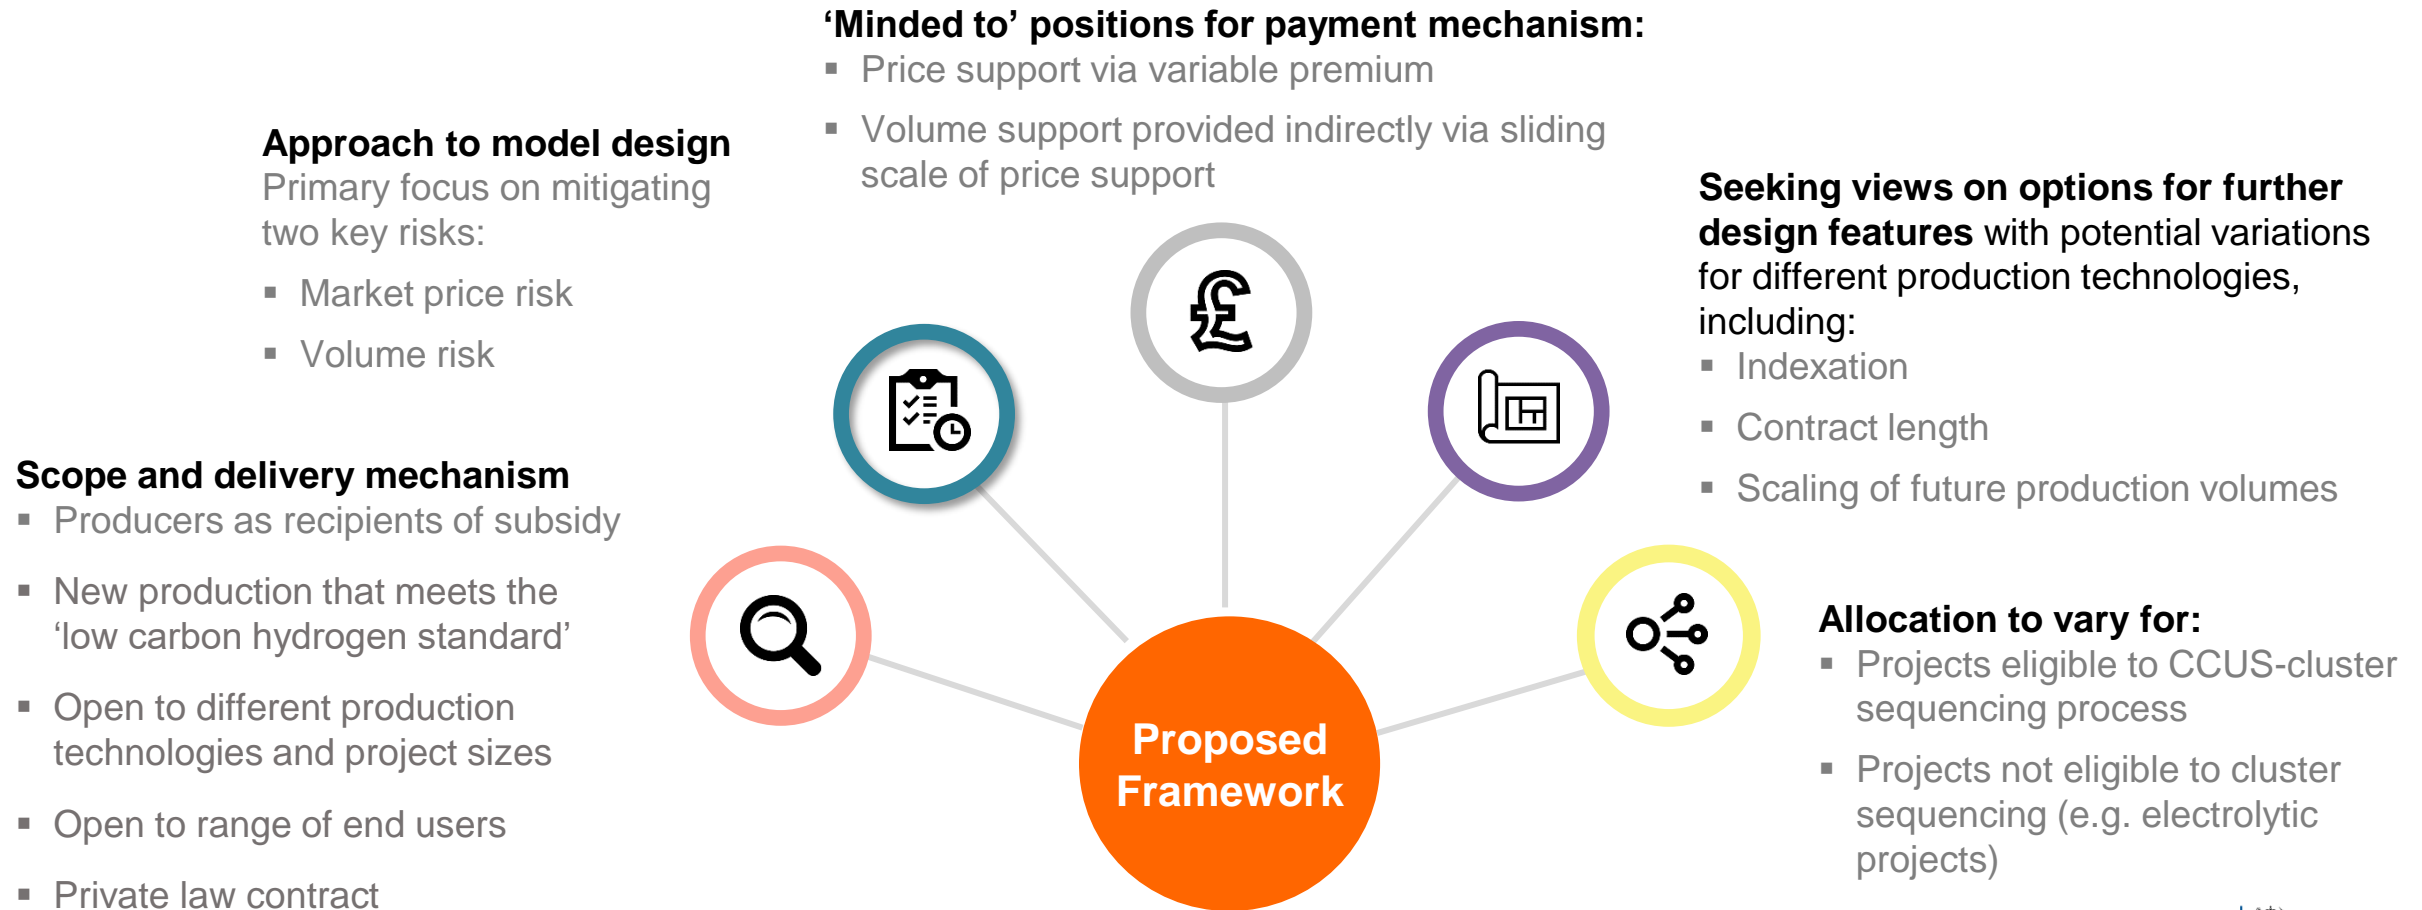 ‘Minded to’ positions for payment mechanism:
▪ Price support via variable premium
▪ Volume support provided indirectly via sliding
scale of price support
Approach to model design
Primary focus on mitigating
two key risks:
▪ Market price risk
▪ Volume risk
Seeking views on options for further
design features with potential variations
for different production technologies,
including:
▪ Indexation
▪ Contract length
▪ Scaling of future production volumes
Scope and delivery mechanism
▪ Producers as recipients of subsidy
▪ New production that meets the
‘low carbon hydrogen standard’
▪ Open to different production
technologies and project sizes
▪ Open to range of end users
▪ Private law contract
Allocation to vary for:
▪ Projects eligible to CCUS-cluster
sequencing process
▪ Projects not eligible to cluster
sequencing (e.g. electrolytic
projects)
£
Proposed
Framework